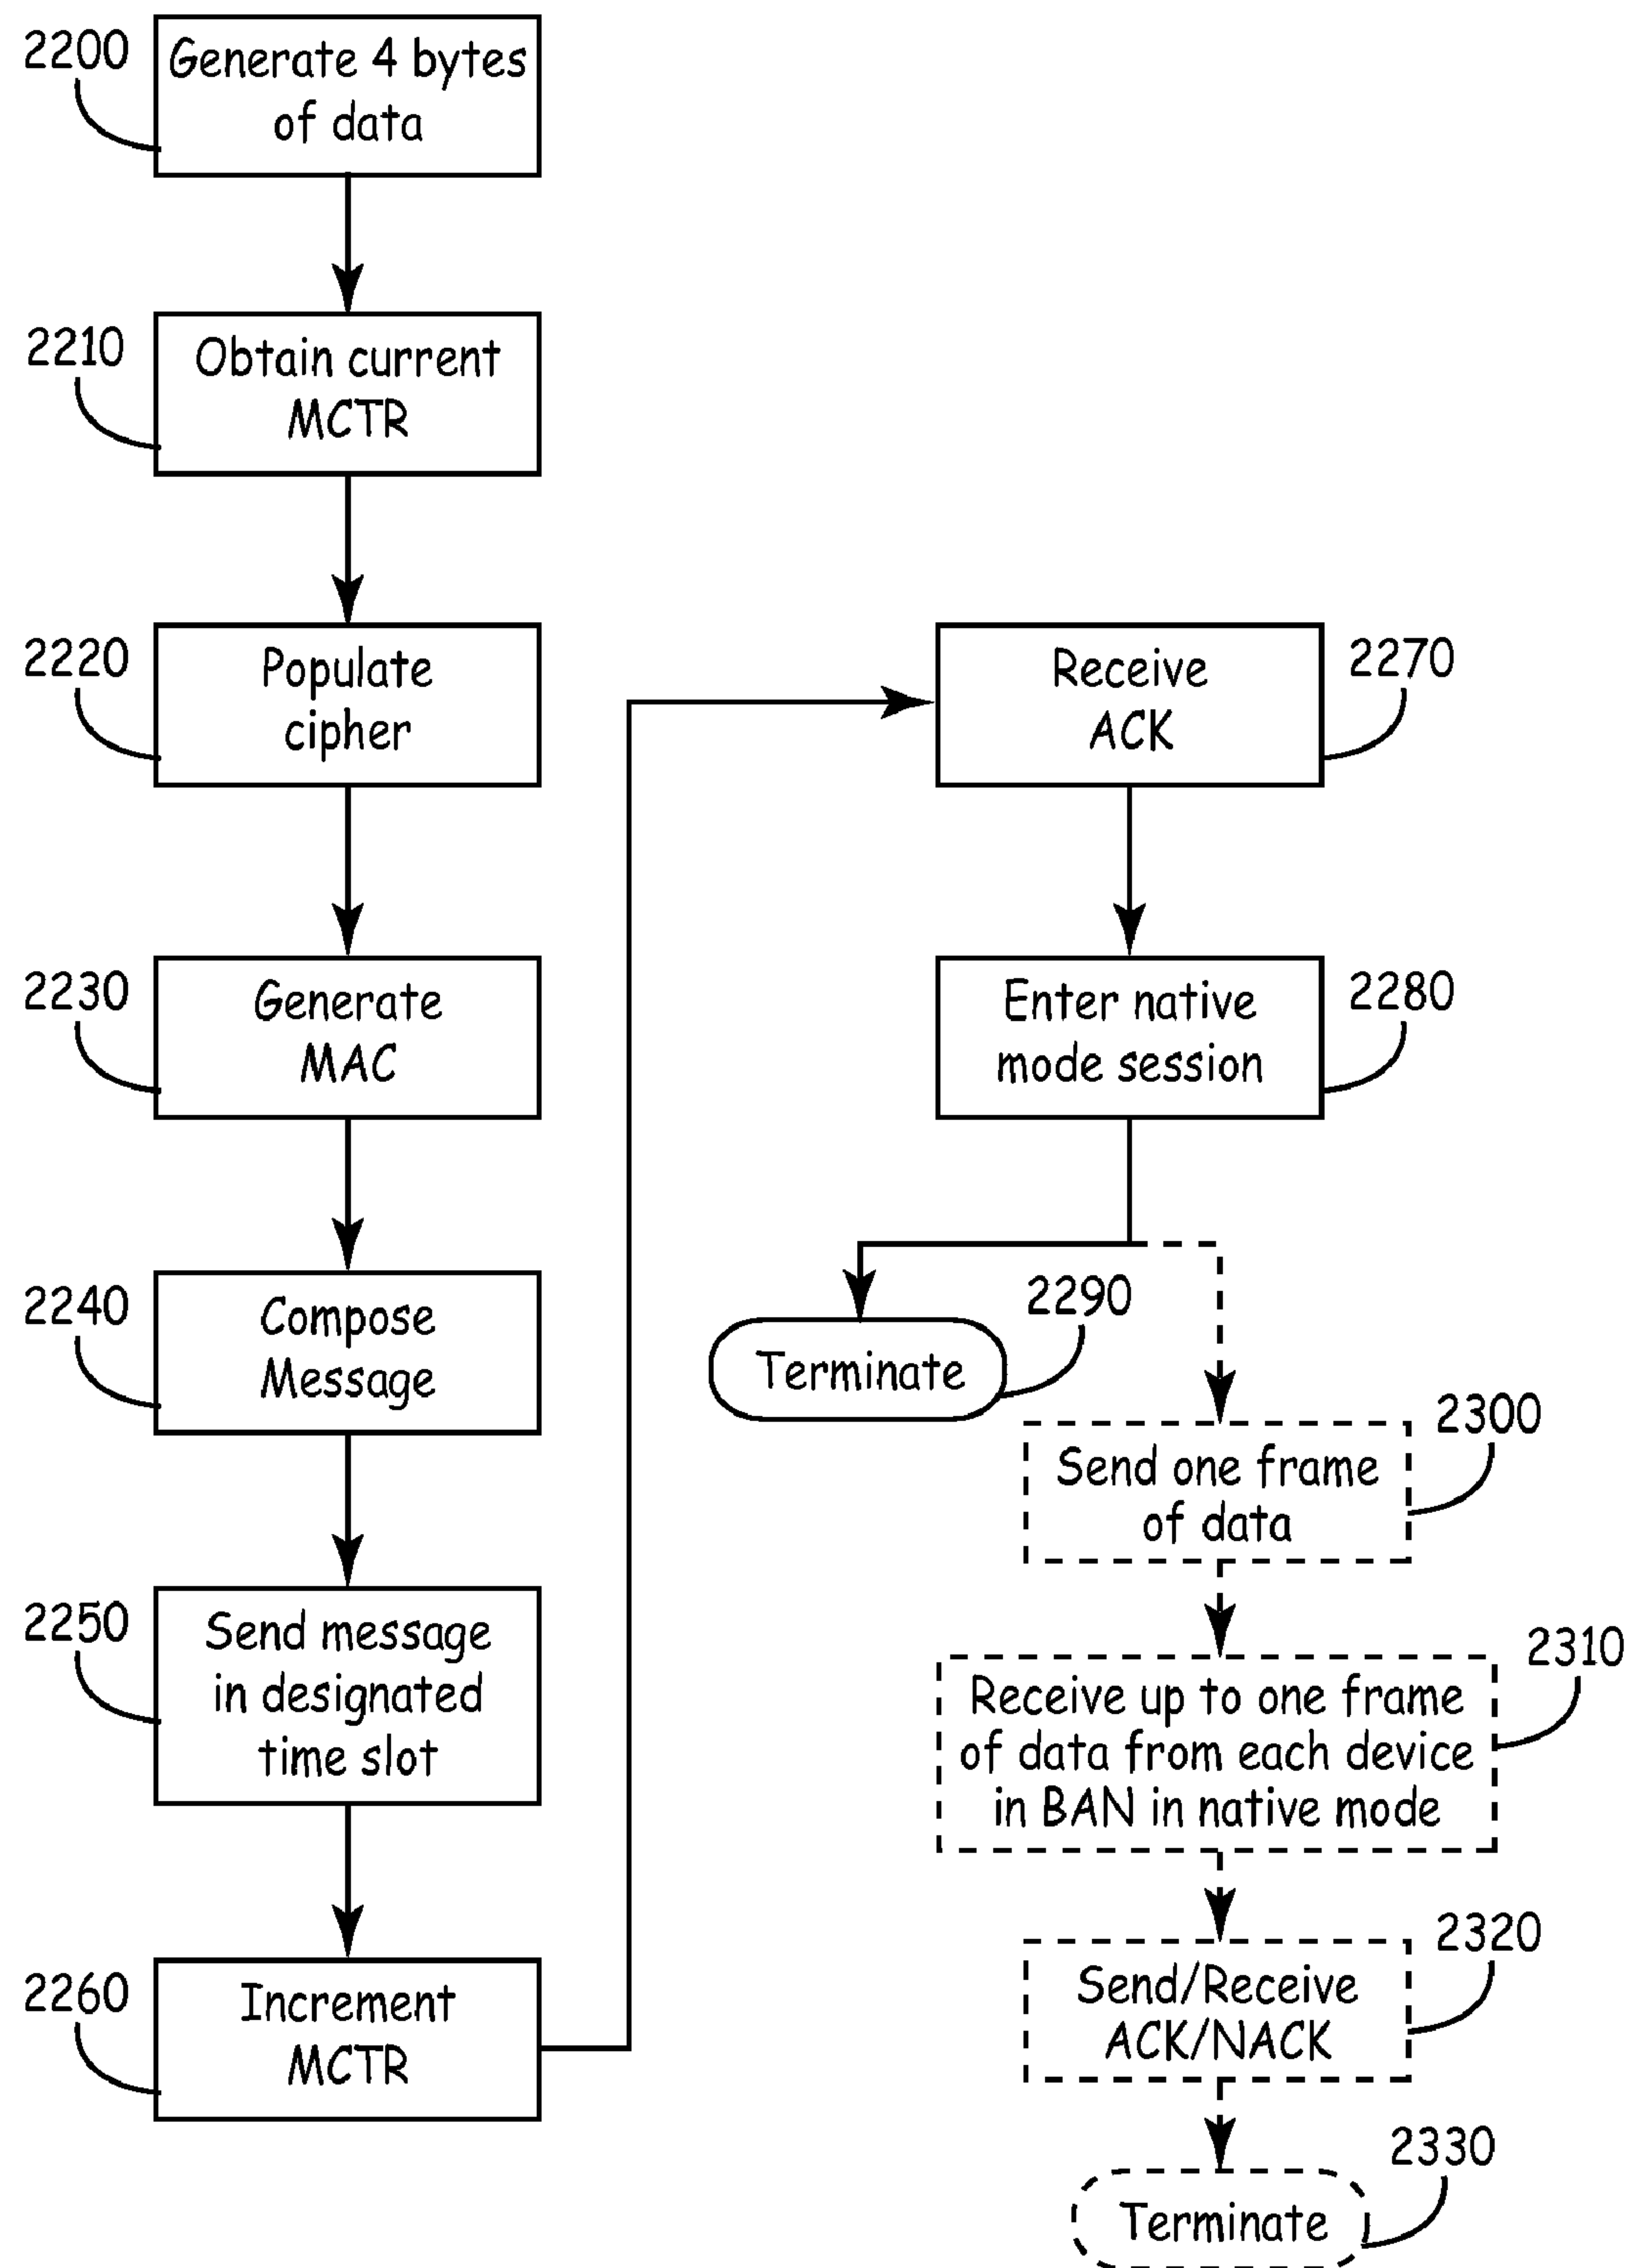 2200
Generate 4 bytes
of data
2210
Obtain current
MCTR
2220
Populate
cipher
2230
Generate
MAC
2240
Compose
Message
2250
Send message
in designated
time slot
2260
Increment
MCTR
2270
Receive
ACK
2280
Enter native
mode session
2290
Terminate
2300
Send one frame
of data
2310
Receive up to one frame
of data from each device
in BAN in native mode
2320
Send/Receive
ACK/NACK
2330
Terminate